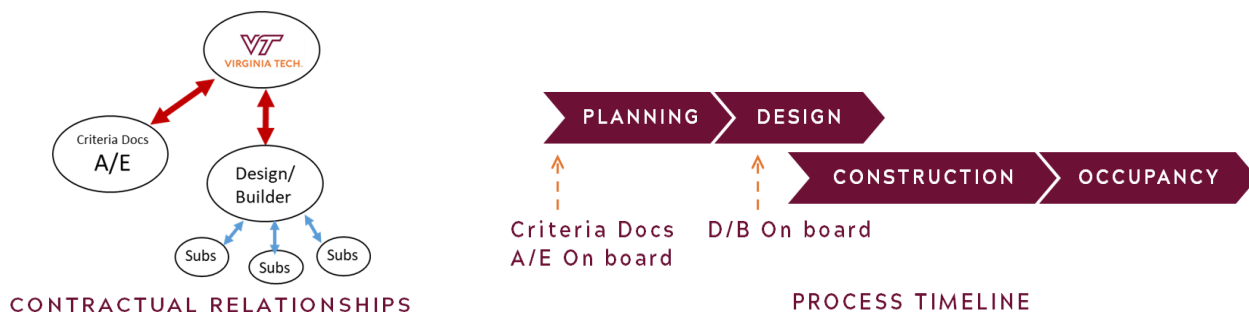 VT
VIRGINIA TECH.
Criteria Docs
A/E
Design/
Builder
Subs
Subs
Subs
CONTRACTUAL RELATIONSHIPS
PLANNING
DESIGN
CONSTRUCTION
OCCUPANCY
Criteria Docs
A/E On board
D/B On board
PROCESS TIMELINE